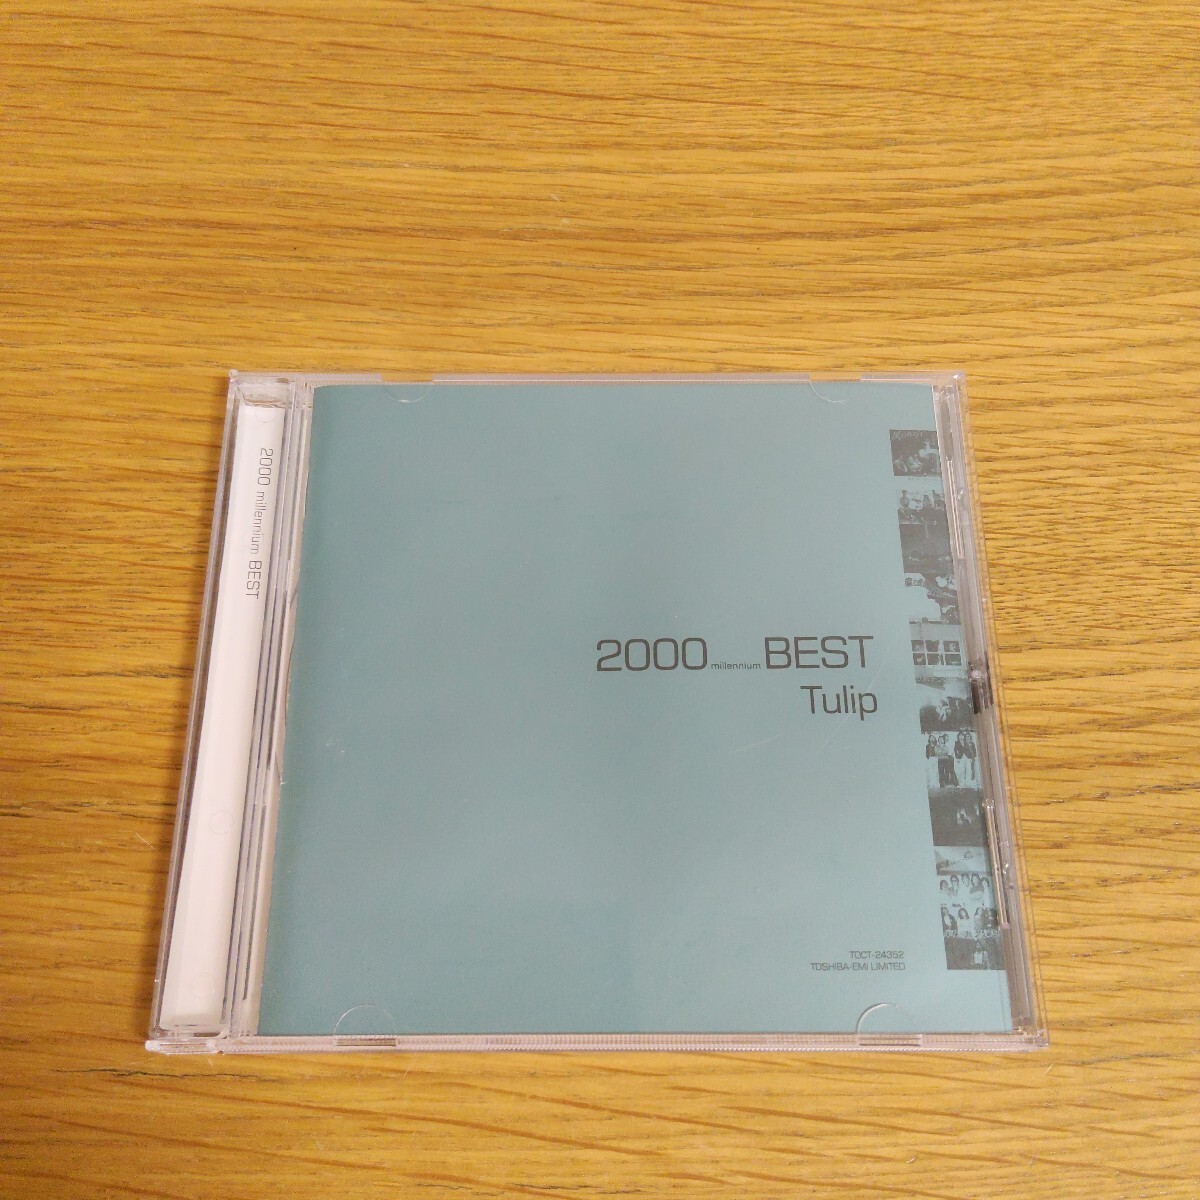 2000 millennium BEST
2000 millennium BEST
Tulip
TOCT-24352
TOSHIBA-EMI LIMITED